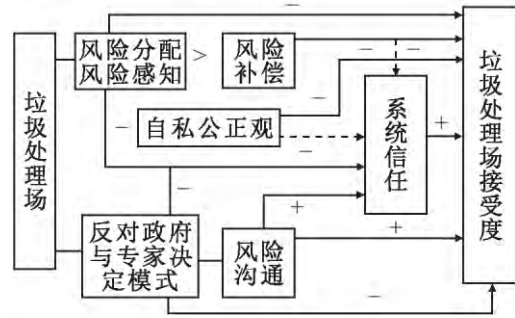 垃圾处理场
风险分配
风险感知
>
风险
补偿
自私公正观
系统信任
反对政府
与专家决
定模式
风险
沟通
垃圾处理场接受度
−
−
−
−
−
−
−
+
+
+
−